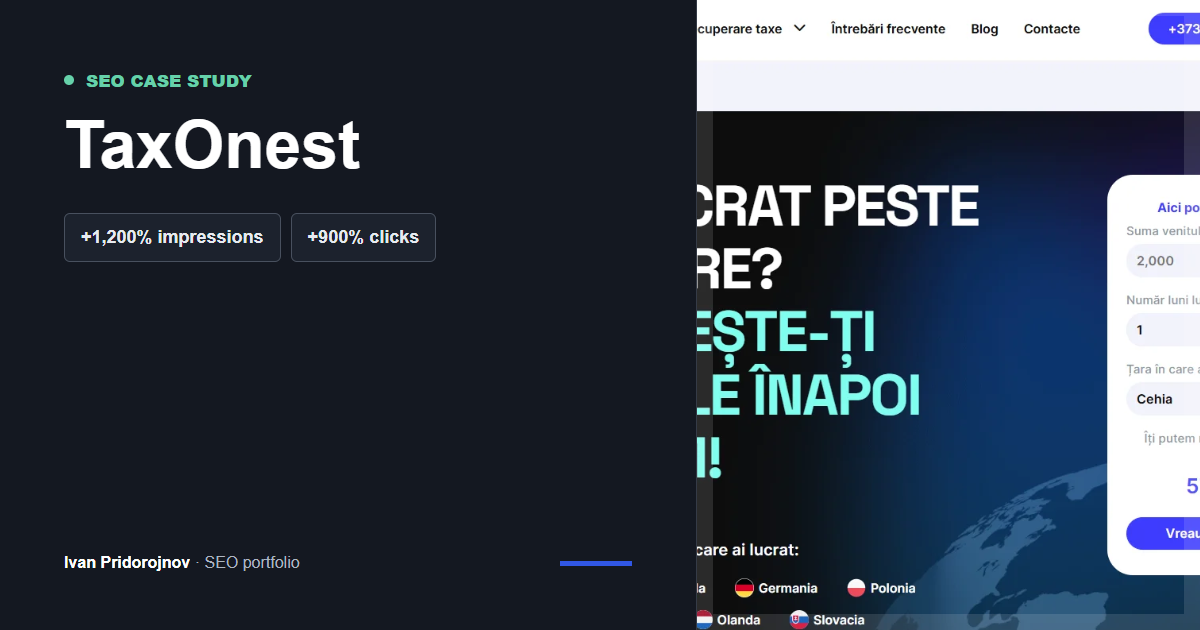 SEO CASE STUDY
TaxOnest
+1,200% impressions
+900% clicks
Ivan Pridorojnov · SEO portfolio
cuperare taxe
Întrebări frecvente
Blog
Contacte
+373
CRAT PESTE
RE?
EȘTE-ȚI
LE ÎNAPOI
I!
care ai lucrat:
Germania
Polonia
Olanda
Slovacia
Aici po
Suma venitul
2,000
Număr luni lu
1
Țara în care a
Cehia
Îți putem
5
Vreau